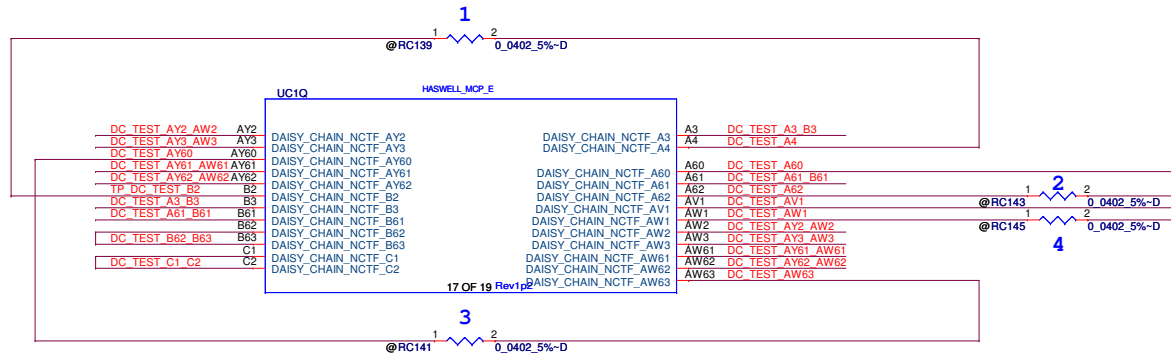 1
1 2
@RC139 0_0402_5%~D
UC1Q HASWELL_MCP_E
DC_TEST_AY2_AW2 AY2 DAISY_CHAIN_NCTF_AY2 DAISY_CHAIN_NCTF_A3 A3 DC_TEST_A3_B3
DC_TEST_AY3_AW3 AY3 DAISY_CHAIN_NCTF_AY3 DAISY_CHAIN_NCTF_A4 A4 DC_TEST_A4
DC_TEST_AY60 AY60 DAISY_CHAIN_NCTF_AY60
DC_TEST_AY61_AW61 AY61 DAISY_CHAIN_NCTF_AY61 DAISY_CHAIN_NCTF_A60 A60 DC_TEST_A60
DC_TEST_AY62_AW62 AY62 DAISY_CHAIN_NCTF_AY62 DAISY_CHAIN_NCTF_A61 A61 DC_TEST_A61_B61
TP_DC_TEST_B2 B2 DAISY_CHAIN_NCTF_B2 DAISY_CHAIN_NCTF_A62 A62 DC_TEST_A62 1 2 2
DC_TEST_A3_B3 B3 DAISY_CHAIN_NCTF_B3 DAISY_CHAIN_NCTF_AV1 AV1 DC_TEST_AV1 @RC143 0_0402_5%~D
DC_TEST_A61_B61 B61 DAISY_CHAIN_NCTF_B61 DAISY_CHAIN_NCTF_AW1 AW1 DC_TEST_AW1 1 2
B62 DAISY_CHAIN_NCTF_B62 DAISY_CHAIN_NCTF_AW2 AW2 DC_TEST_AY2_AW2 @RC145 0_0402_5%~D
DC_TEST_B62_B63 B63 DAISY_CHAIN_NCTF_B63 DAISY_CHAIN_NCTF_AW3 AW3 DC_TEST_AY3_AW3 4
C1 DAISY_CHAIN_NCTF_C1 DAISY_CHAIN_NCTF_AW61 AW61 DC_TEST_AY61_AW61
DC_TEST_C1_C2 C2 DAISY_CHAIN_NCTF_C2 DAISY_CHAIN_NCTF_AW62 AW62 DC_TEST_AY62_AW62
DAISY_CHAIN_NCTF_AW63 AW63 DC_TEST_AW63
17 OF 19 Rev1p2
3
1 2
@RC141 0_0402_5%~D